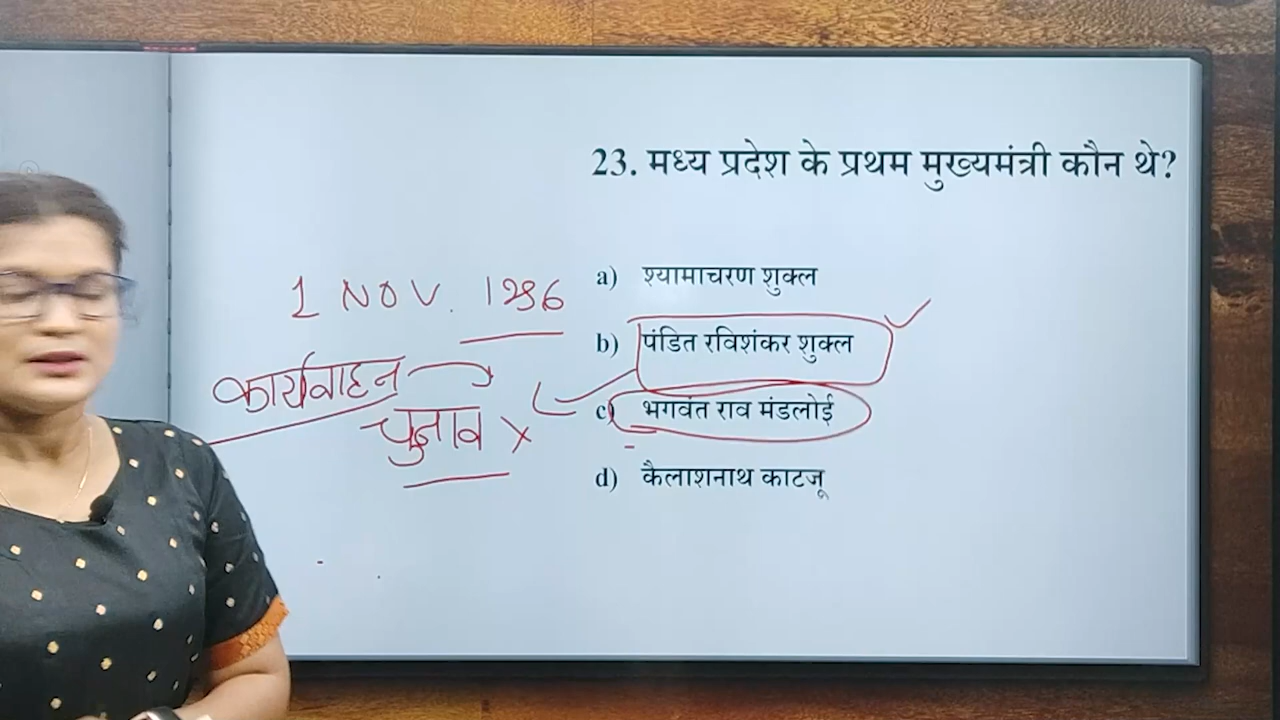 23. मध्य प्रदेश के प्रथम मुख्यमंत्री कौन थे?
a) श्यामाचरण शुक्ल
1 NOV. 1956
b) पंडित रविशंकर शुक्ल
कार्यवाहन
c) भगवंत राव मंडलोई
चुनाव x
d) कैलाशनाथ काटजू